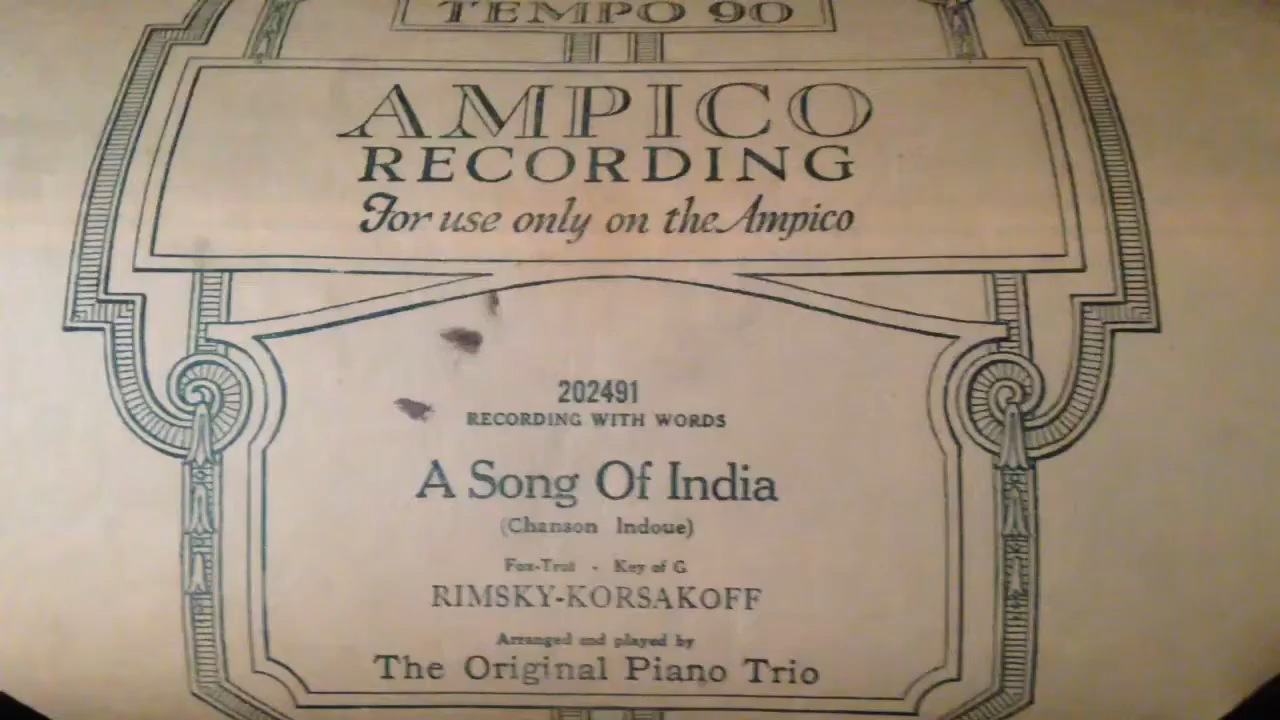 TEMPO 90
AMPICO
RECORDING
For use only on the Ampico
202491
RECORDING WITH WORDS
A Song Of India
(Chanson Indoue)
Fox-Trot - Key of G
RIMSKY-KORSAKOFF
Arranged and played by
The Original Piano Trio